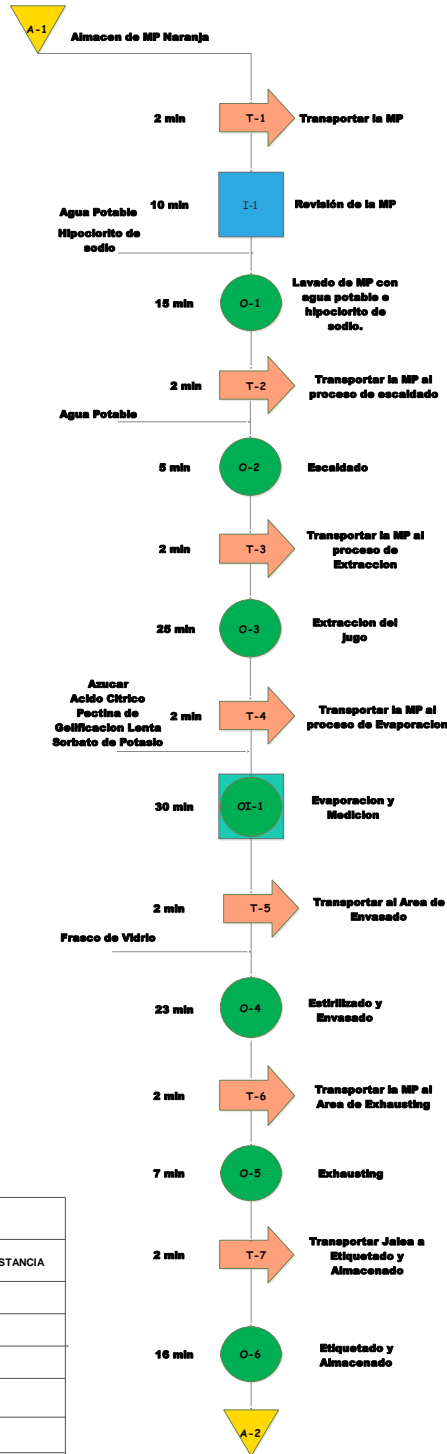 A-1
Almacen de MP Naranja
2 min
T-1
Transportar la MP
10 min
I-1
Revisión de la MP
Agua Potable
Hipoclorito de
sodio
15 min
O-1
Lavado de MP con
agua potable e
hipoclorito de
sodio.
2 min
T-2
Transportar la MP al
proceso de escaldado
Agua Potable
5 min
O-2
Escaldado
2 min
T-3
Transportar la MP al
proceso de
Extraccion
25 min
O-3
Extraccion del
jugo
Azucar
Acido Citrico
Pectina de
Gelificacion Lenta
Sorbato de Potasio
2 min
T-4
Transportar la MP al
proceso de Evaporacion
30 min
OI-1
Evaporacion y
Medicion
2 min
T-5
Transportar al Area de
Envasado
Frasco de Vidrio
23 min
O-4
Estirilizado y
Envasado
2 min
T-6
Transportar la MP al
Area de Exhausting
7 min
O-5
Exhausting
2 min
T-7
Transportar Jalea a
Etiquetado y
Almacenado
STANCIA
16 min
O-6
Etiquetado y
Almacenado
A-2